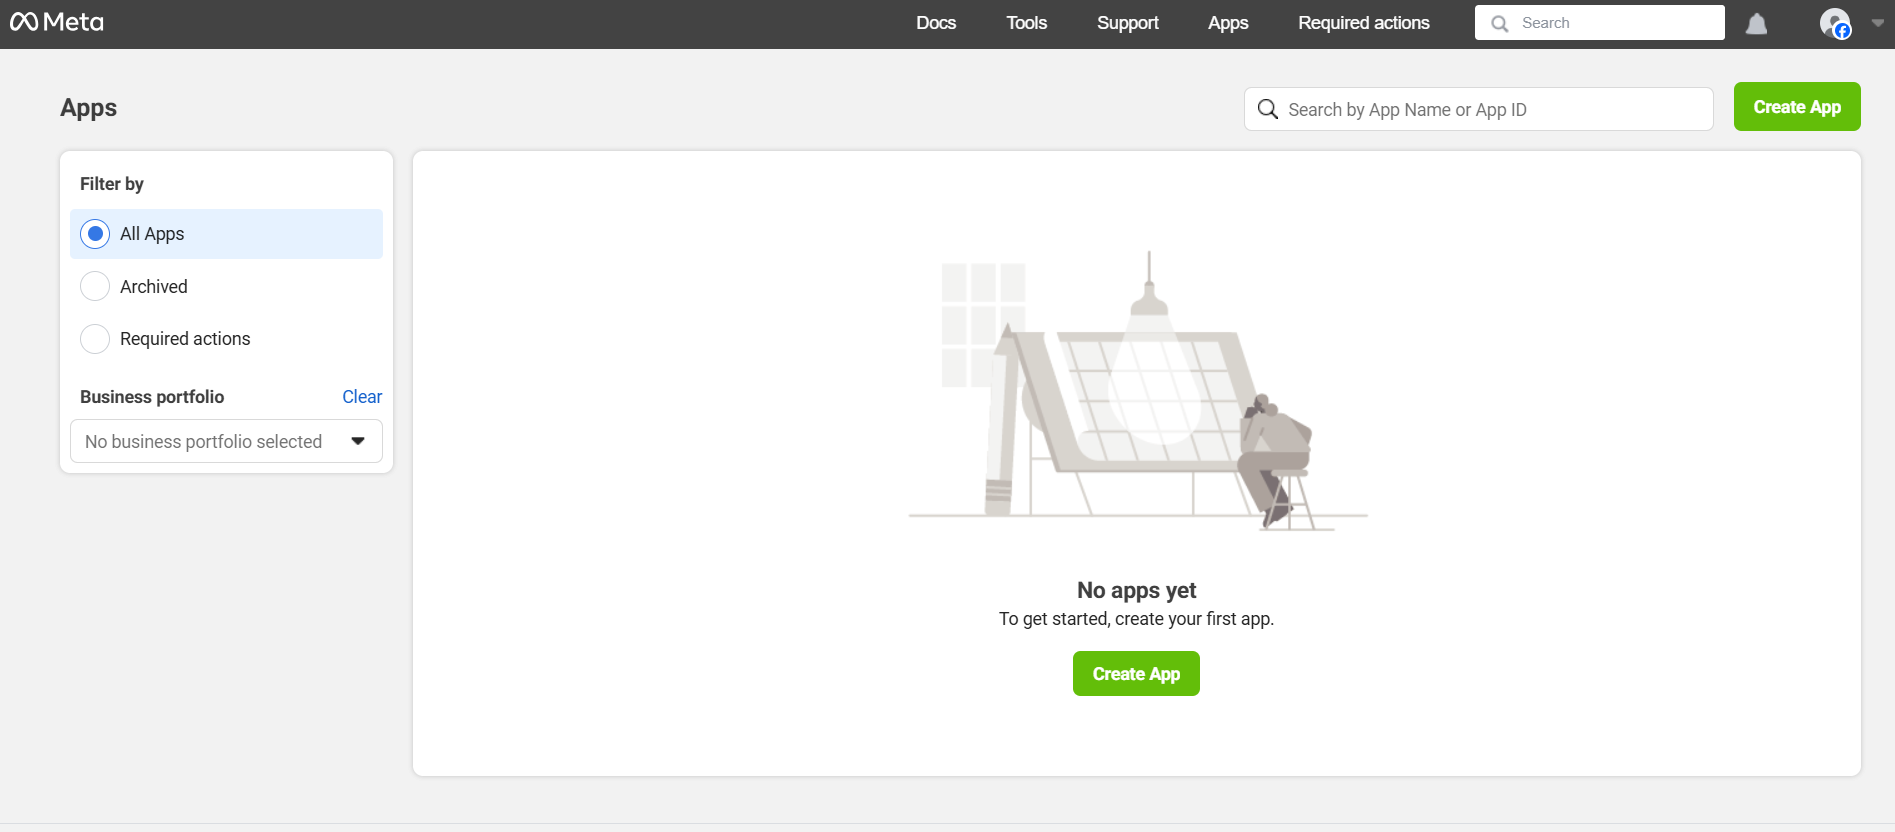 Meta
Docs
Tools
Support
Apps
Required actions
Search
Apps
Search by App Name or App ID
Create App
Filter by
All Apps
Archived
Required actions
Business portfolio
Clear
No business portfolio selected
No apps yet
To get started, create your first app.
Create App